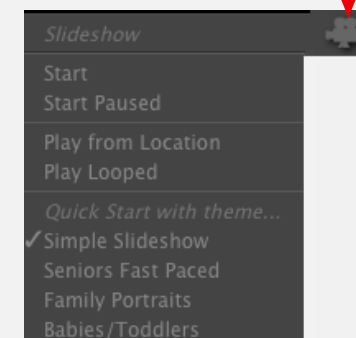 Slideshow
Start
Start Paused
Play from Location
Play Looped
Quick Start with theme...
✓Simple Slideshow
Seniors Fast Paced
Family Portraits
Babies/Toddlers